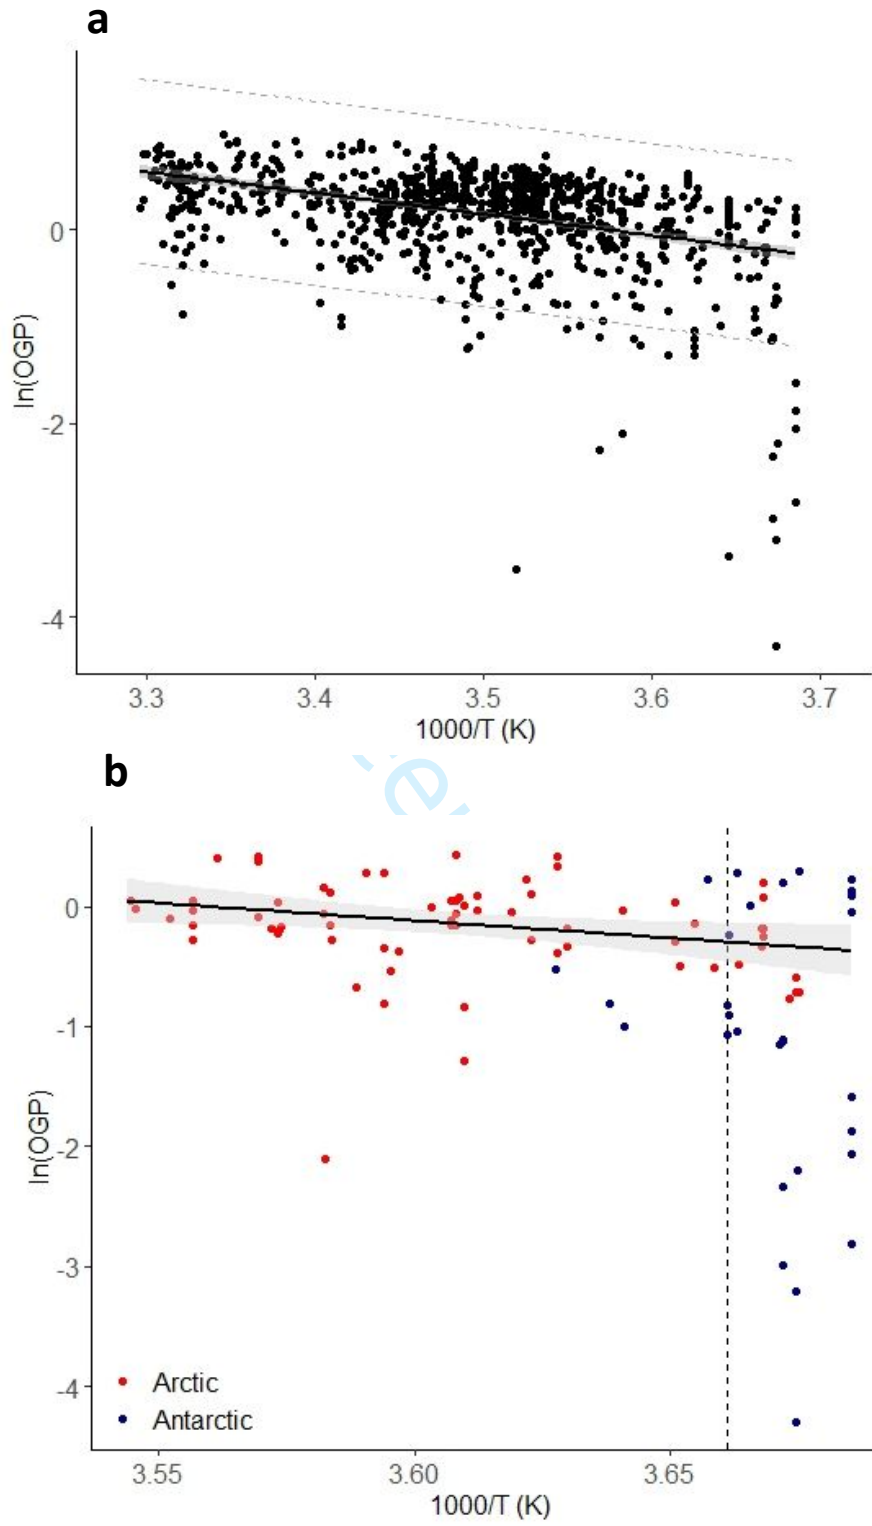 a
0
-2
-4
ln(OGP)
3.3 3.4 3.5 3.6 3.7
1000/T (K)
b
0
-1
-2
-3
-4
ln(OGP)
Arctic
Antarctic
3.55 3.60 3.65
1000/T (K)